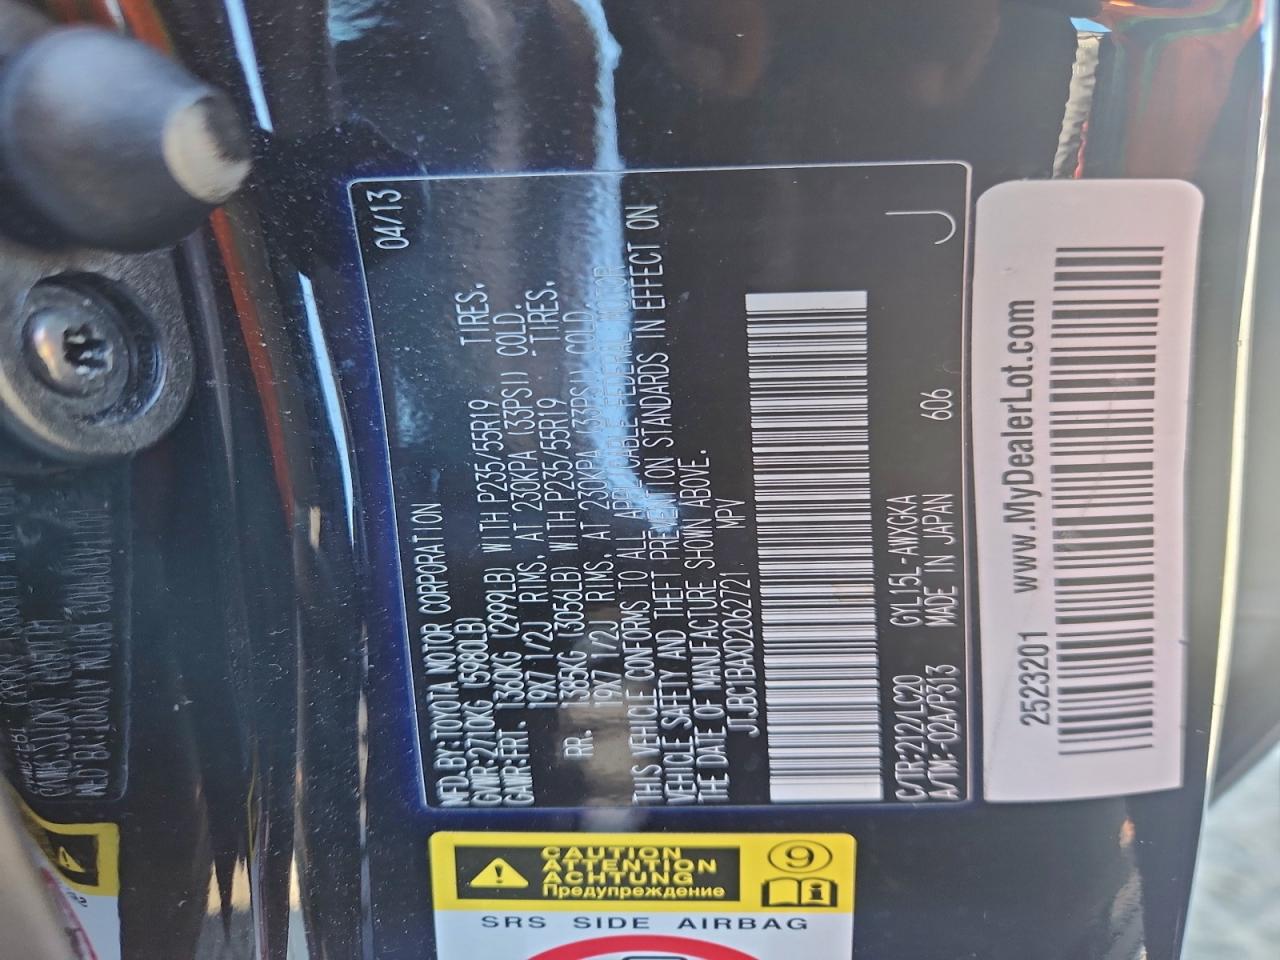 04/13
MFD. BY: TOYOTA MOTOR CORPORATION
GVWR: 2710KG (5980LB)
GAWR: FRT. 1360KG (2999LB) WITH P235/55R19 TIRES,
19X7 1/2J RIMS, AT 230KPA (33PSI) COLD.
RR. 1385KG (3056LB) WITH P235/55R19 TIRES,
19X7 1/2J RIMS, AT 230KPA (33PSI) COLD.
THIS VEHICLE CONFORMS TO ALL APPLICABLE FEDERAL MOTOR
VEHICLE SAFETY AND THEFT PREVENTION STANDARDS IN EFFECT ON
THE DATE OF MANUFACTURE SHOWN ABOVE.
JTJBC1BAXD2062721 MPV
C/TR:212/LC20 GYL15L-AWXGKA 606 J
A/TM:-02A/P313 MADE IN JAPAN
2523201 www.MyDealerLot.com
CAUTION
ATTENTION
ACHTUNG
Предупреждение
9
i
SRS SIDE AIRBAG